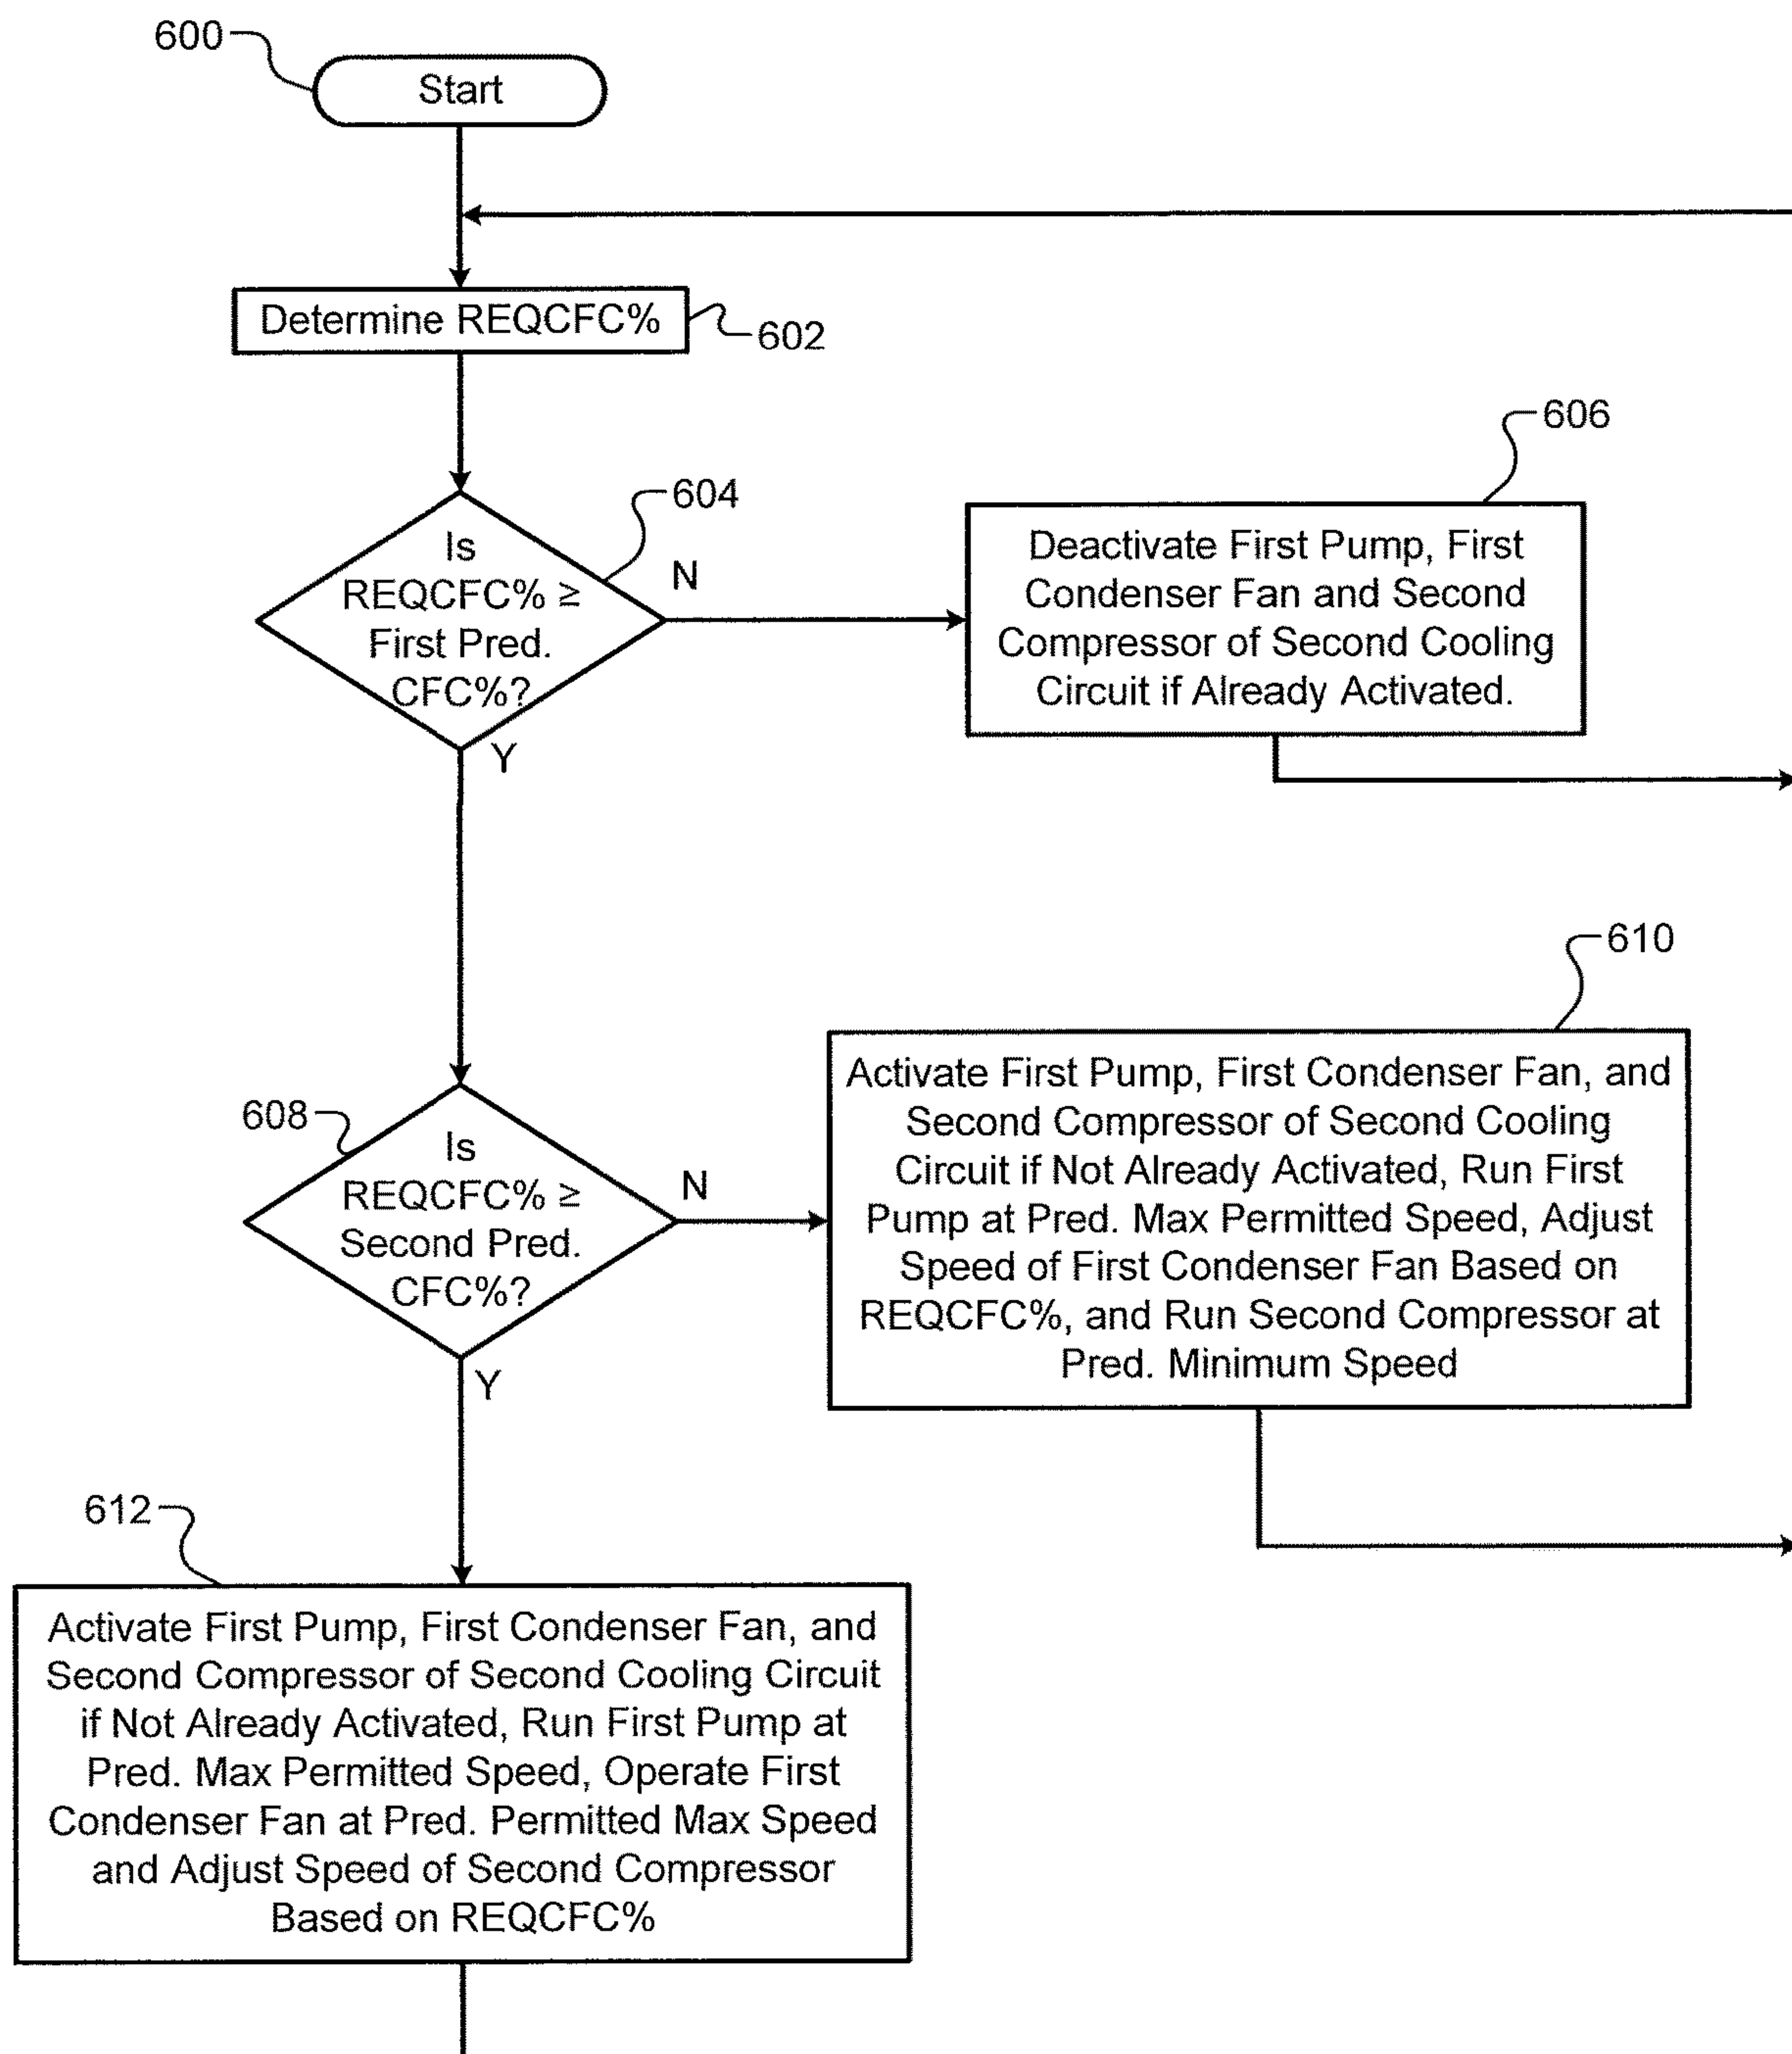 600
Start
Determine REQCFC%
602
604
Is
REQCFC% ≥
First Pred.
CFC%?
N
Y
606
Deactivate First Pump, First
Condenser Fan and Second
Compressor of Second Cooling
Circuit if Already Activated.
608
Is
REQCFC% ≥
Second Pred.
CFC%?
N
Y
610
Activate First Pump, First Condenser Fan, and
Second Compressor of Second Cooling
Circuit if Not Already Activated, Run First
Pump at Pred. Max Permitted Speed, Adjust
Speed of First Condenser Fan Based on
REQCFC%, and Run Second Compressor at
Pred. Minimum Speed
612
Activate First Pump, First Condenser Fan, and
Second Compressor of Second Cooling Circuit
if Not Already Activated, Run First Pump at
Pred. Max Permitted Speed, Operate First
Condenser Fan at Pred. Permitted Max Speed
and Adjust Speed of Second Compressor
Based on REQCFC%